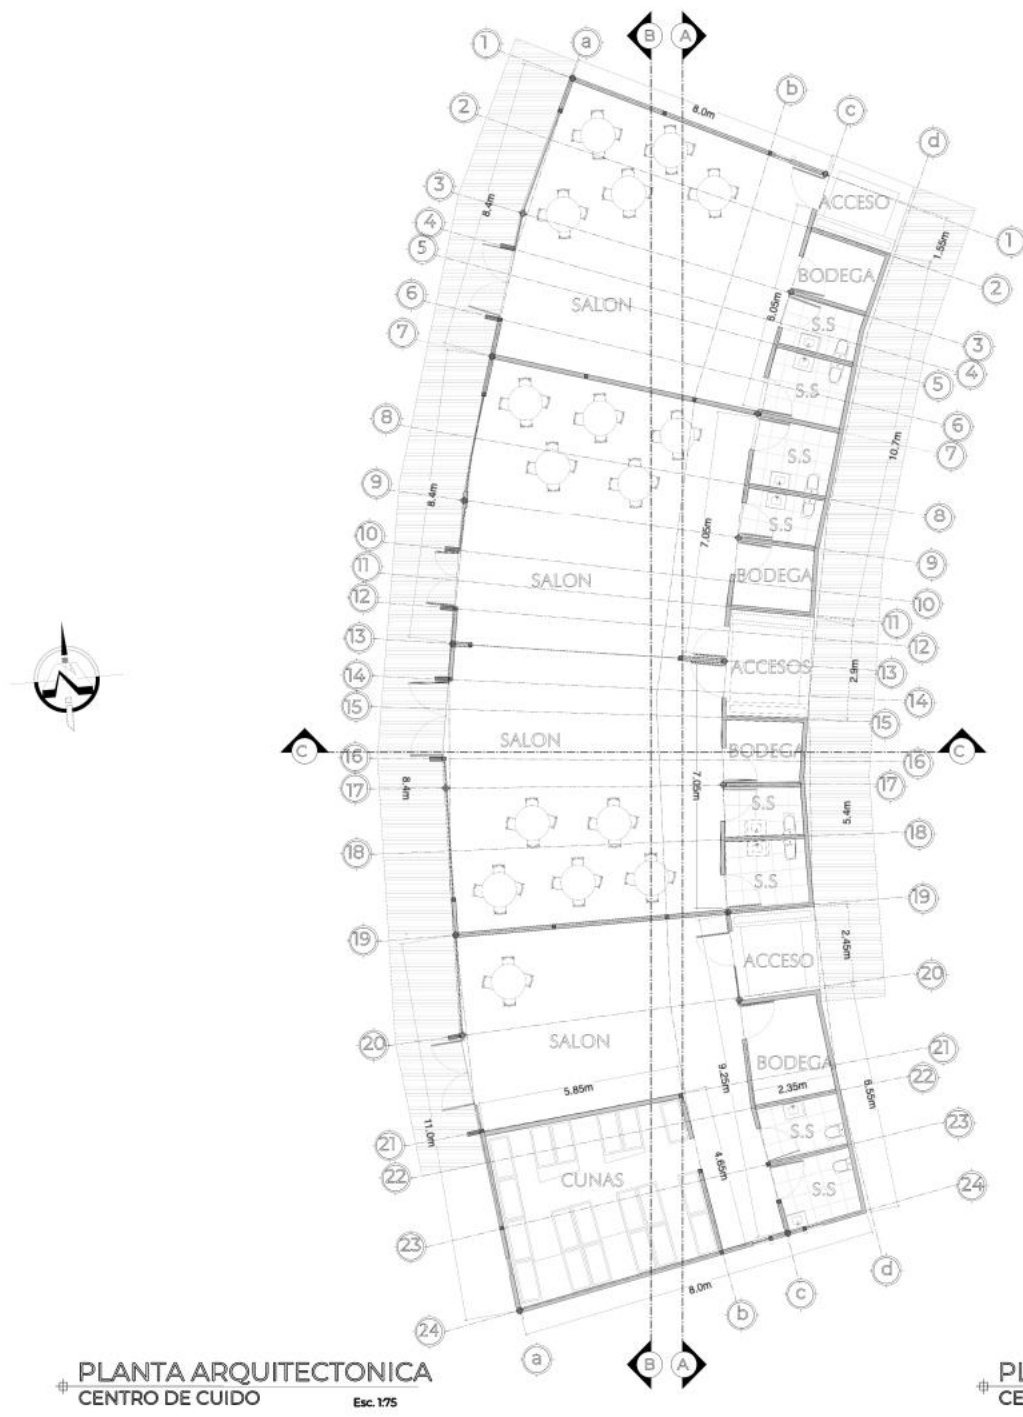 B A
1 a
8.0m b
2 c
d
3
8.4m ACCESO
4
5 1.55m 1
BODEGA 2
6 SALON 6.05m
S.S
7 3
4
S.S 5
8 6
10.7m 7
S.S
9 8.4m 8
7.05m S.S
10 9
11 SALON BODEGA
12 10
11
13 12
ACCESOS 2.9m 13
14
15 14
15
SALON BODEGA
C C
16 16
17 8.4m 7.05m 17
S.S 5.4m
18 18
S.S
19 19
2.45m
ACCESO
20
20 SALON
BODEGA 21
5.85m 9.25m 2.35m 22
11.0m 6.55m
21 S.S 23
22 CUNAS 4.65m
S.S 24
23
d
8.0m c
24 b
a B A
PLANTA ARQUITECTONICA
CENTRO DE CUIDO Esc. 1:75
PL
CE